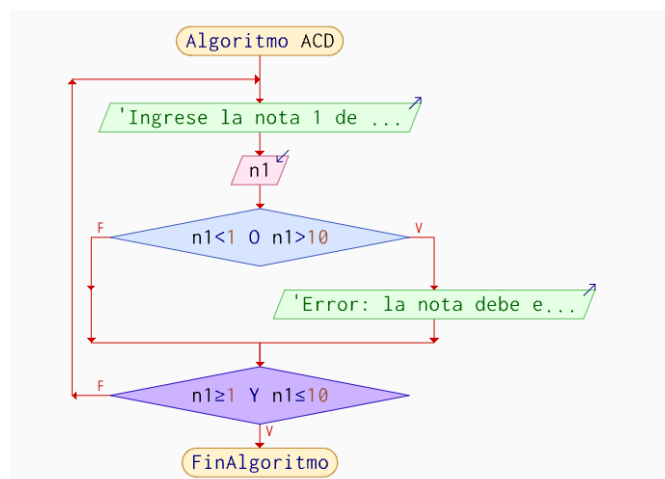 Algoritmo ACD
'Ingrese la nota 1 de ...
n1
F
n1<1 O n1>10
V
'Error: la nota debe e...
F
n1≥1 Y n1≤10
V
FinAlgoritmo